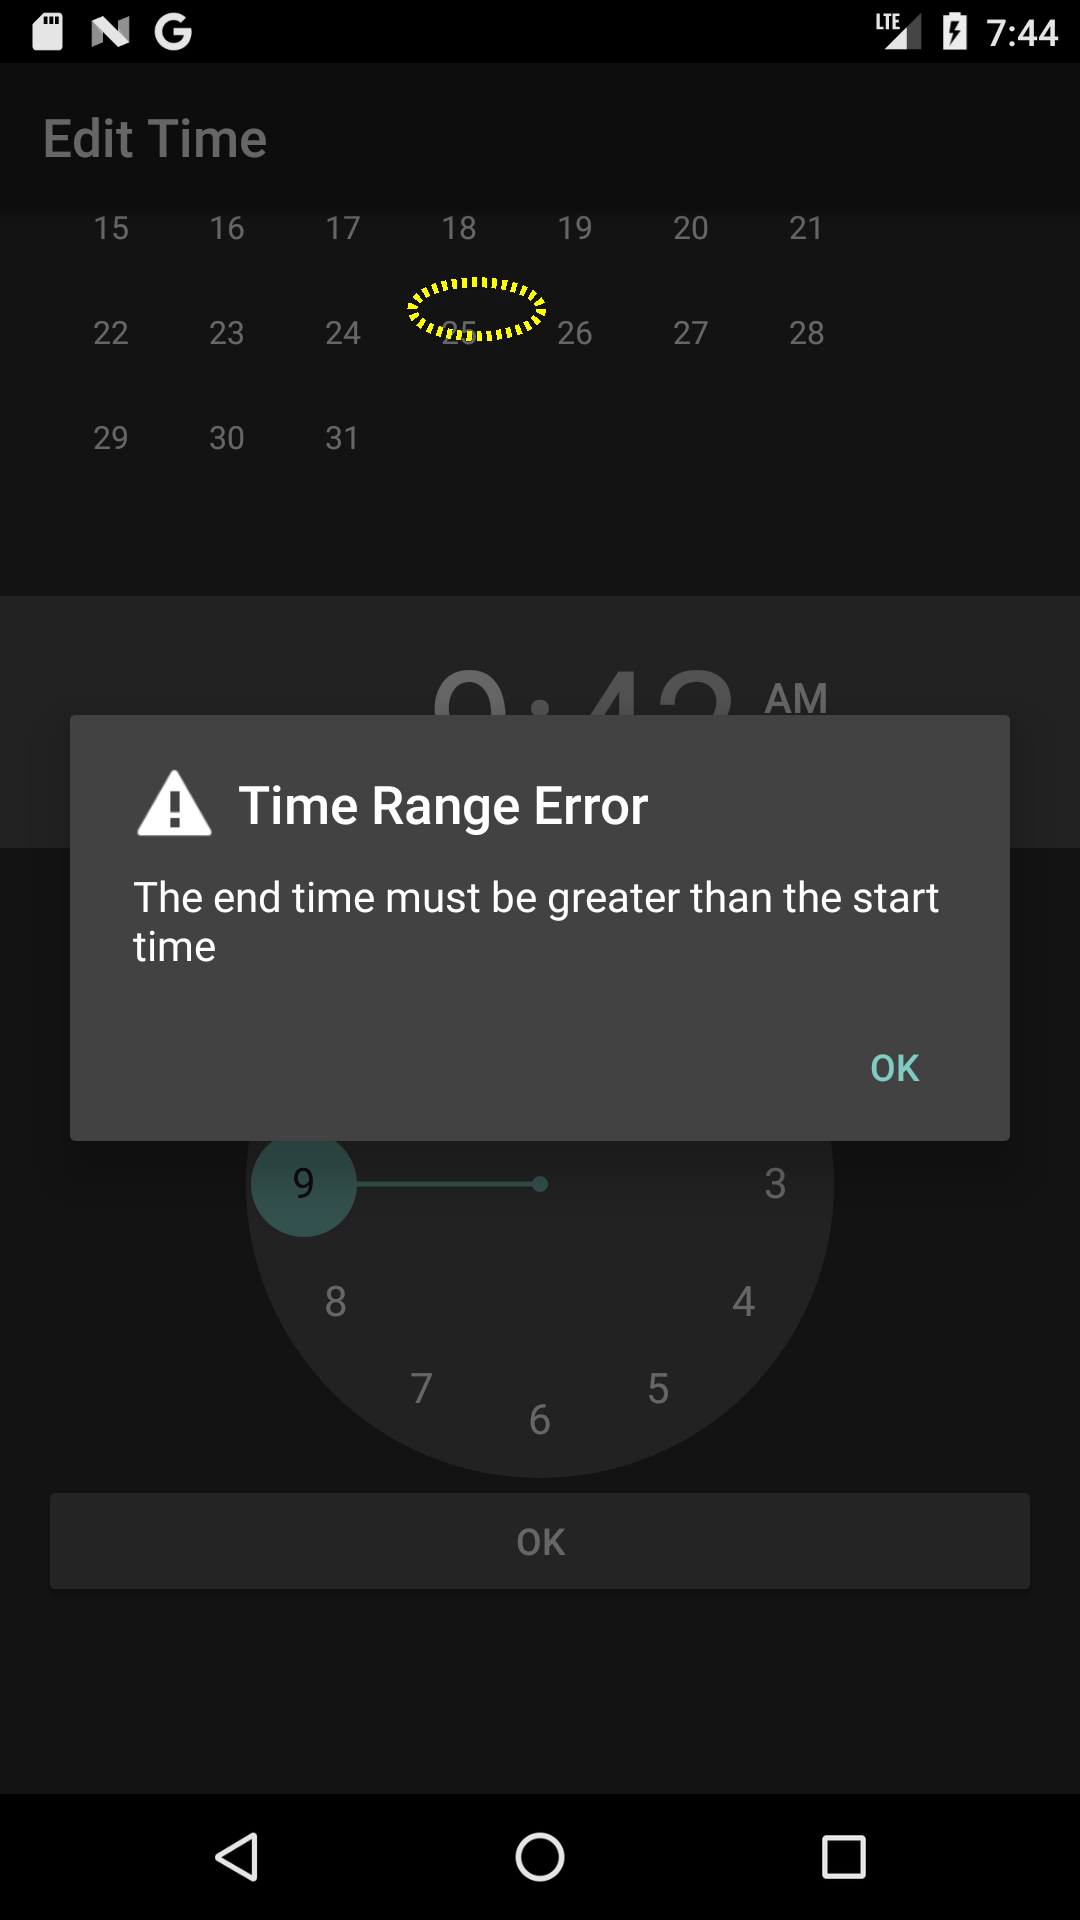 LTE 7:44
Edit Time
15 16 17 18 19 20 21
22 23 24 25 26 27 28
29 30 31
AM
Time Range Error
The end time must be greater than the start
time
OK
9 3
8 4
7 5
6
OK